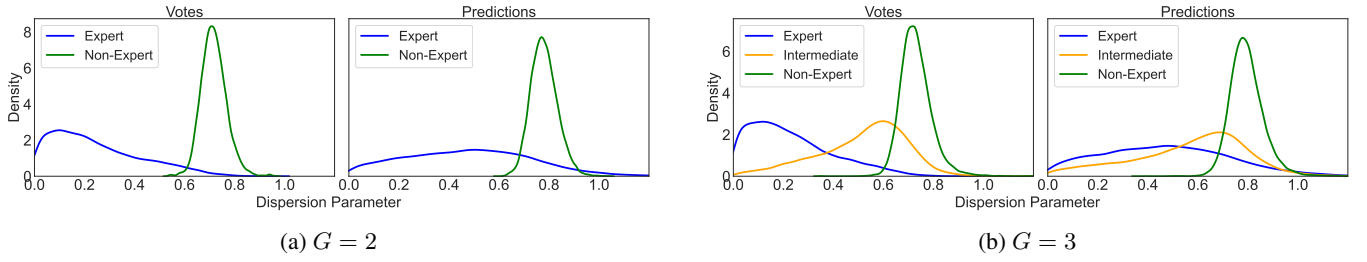 Votes
Predictions
Density
8
6
4
2
0
Expert
Non-Expert
Expert
Non-Expert
0.0 0.2 0.4 0.6 0.8 1.0
0.0 0.2 0.4 0.6 0.8 1.0
Dispersion Parameter
(a) G = 2
Votes
Predictions
Density
6
4
2
0
Expert
Intermediate
Non-Expert
Expert
Intermediate
Non-Expert
0.0 0.2 0.4 0.6 0.8 1.0
0.0 0.2 0.4 0.6 0.8 1.0
Dispersion Parameter
(b) G = 3